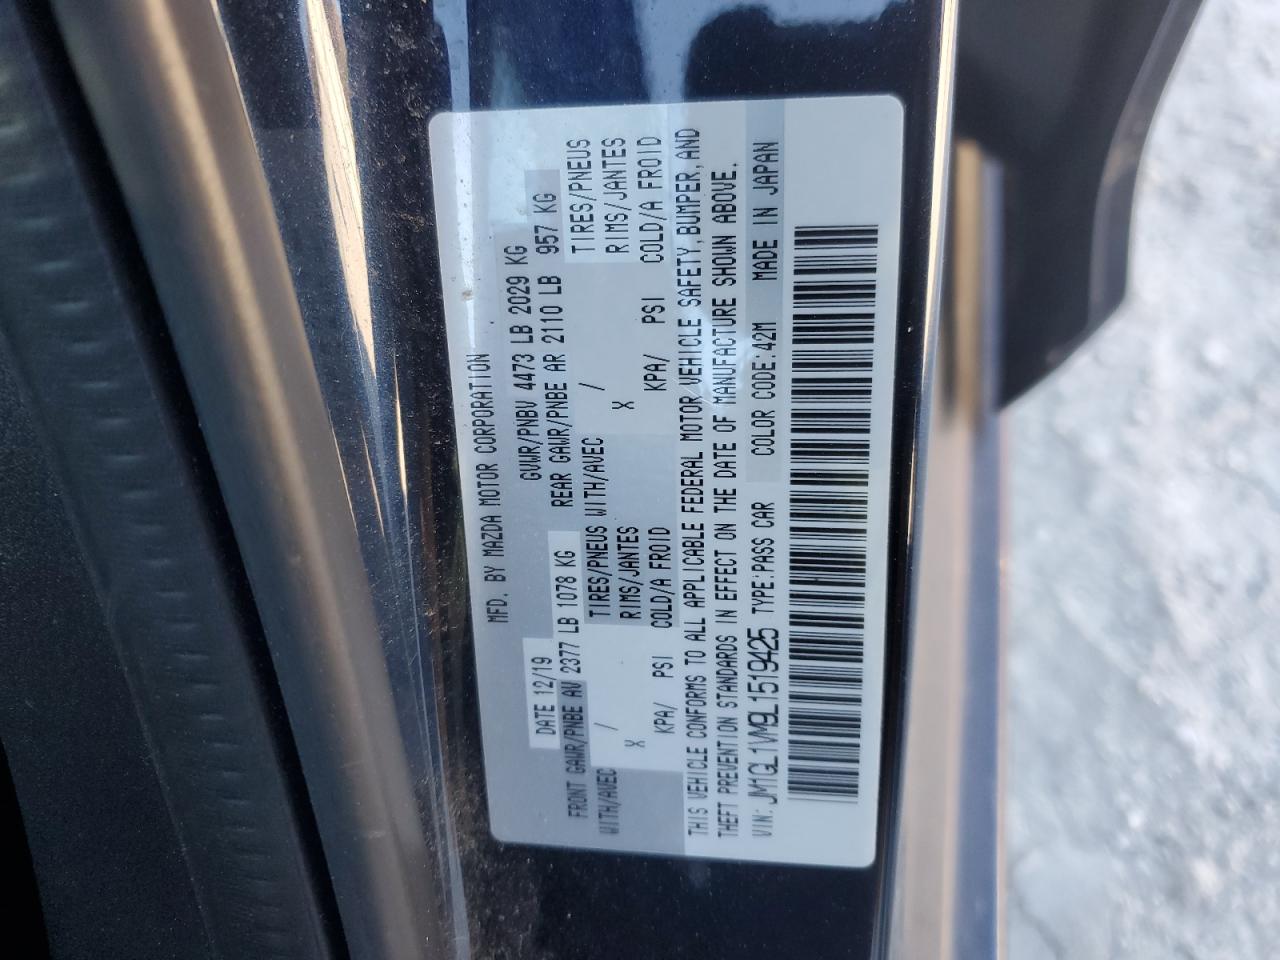 MFD. BY MAZDA MOTOR CORPORATION
DATE 12/19 GVWR/PNBV 4473 LB 2029 KG
FRONT GAWR/PNBE AV 2377 LB 1078 KG REAR GAWR/PNBE AR 2110 LB 957 KG
WITH/AVEC / TIRES/PNEUS WITH/AVEC / TIRES/PNEUS
X RIMS/JANTES X RIMS/JANTES
KPA/ PSI COLD/A FROID KPA/ PSI COLD/A FROID
THIS VEHICLE CONFORMS TO ALL APPLICABLE FEDERAL MOTOR VEHICLE SAFETY, BUMPER, AND
THEFT PREVENTION STANDARDS IN EFFECT ON THE DATE OF MANUFACTURE SHOWN ABOVE.
VIN: JM1GL1VM9L1519425 TYPE: PASS CAR COLOR CODE: 42M MADE IN JAPAN